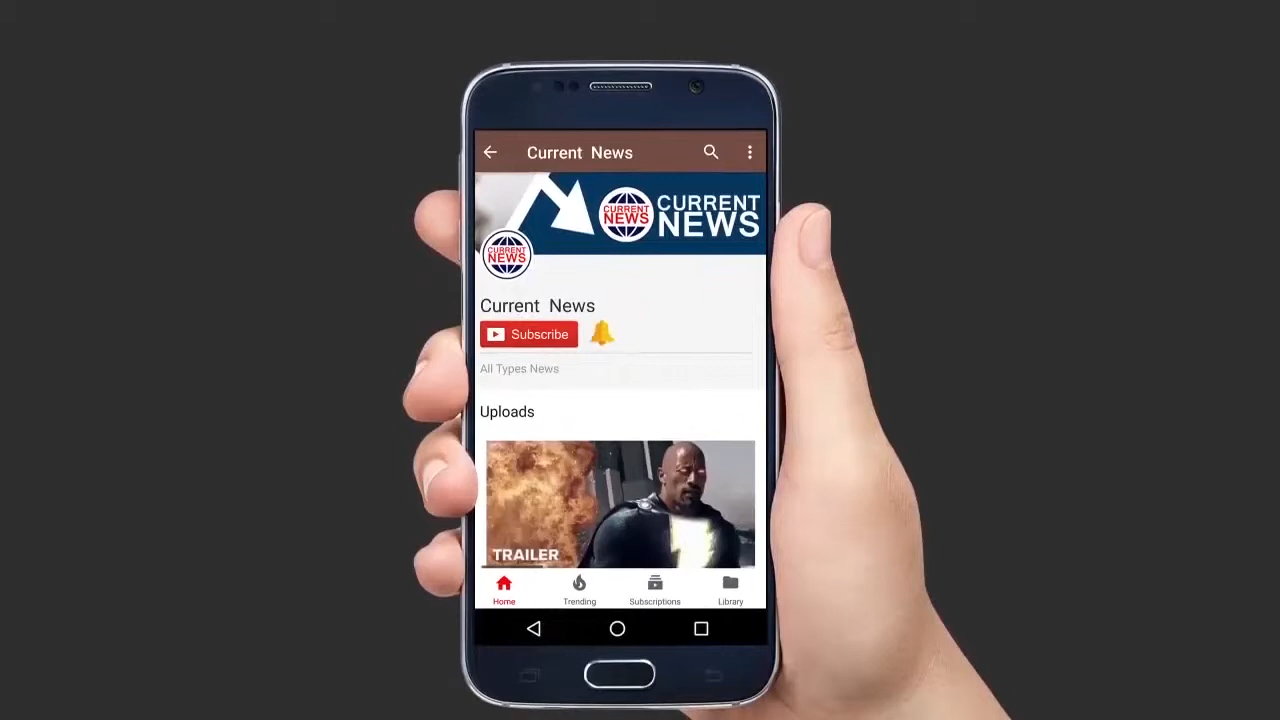 Current News
CURRENT
NEWS
CURRENT
NEWS
CURRENT
NEWS
Current News
Subscribe
All Types News
Uploads
TRAILER
Home
Trending
Subscriptions
Library